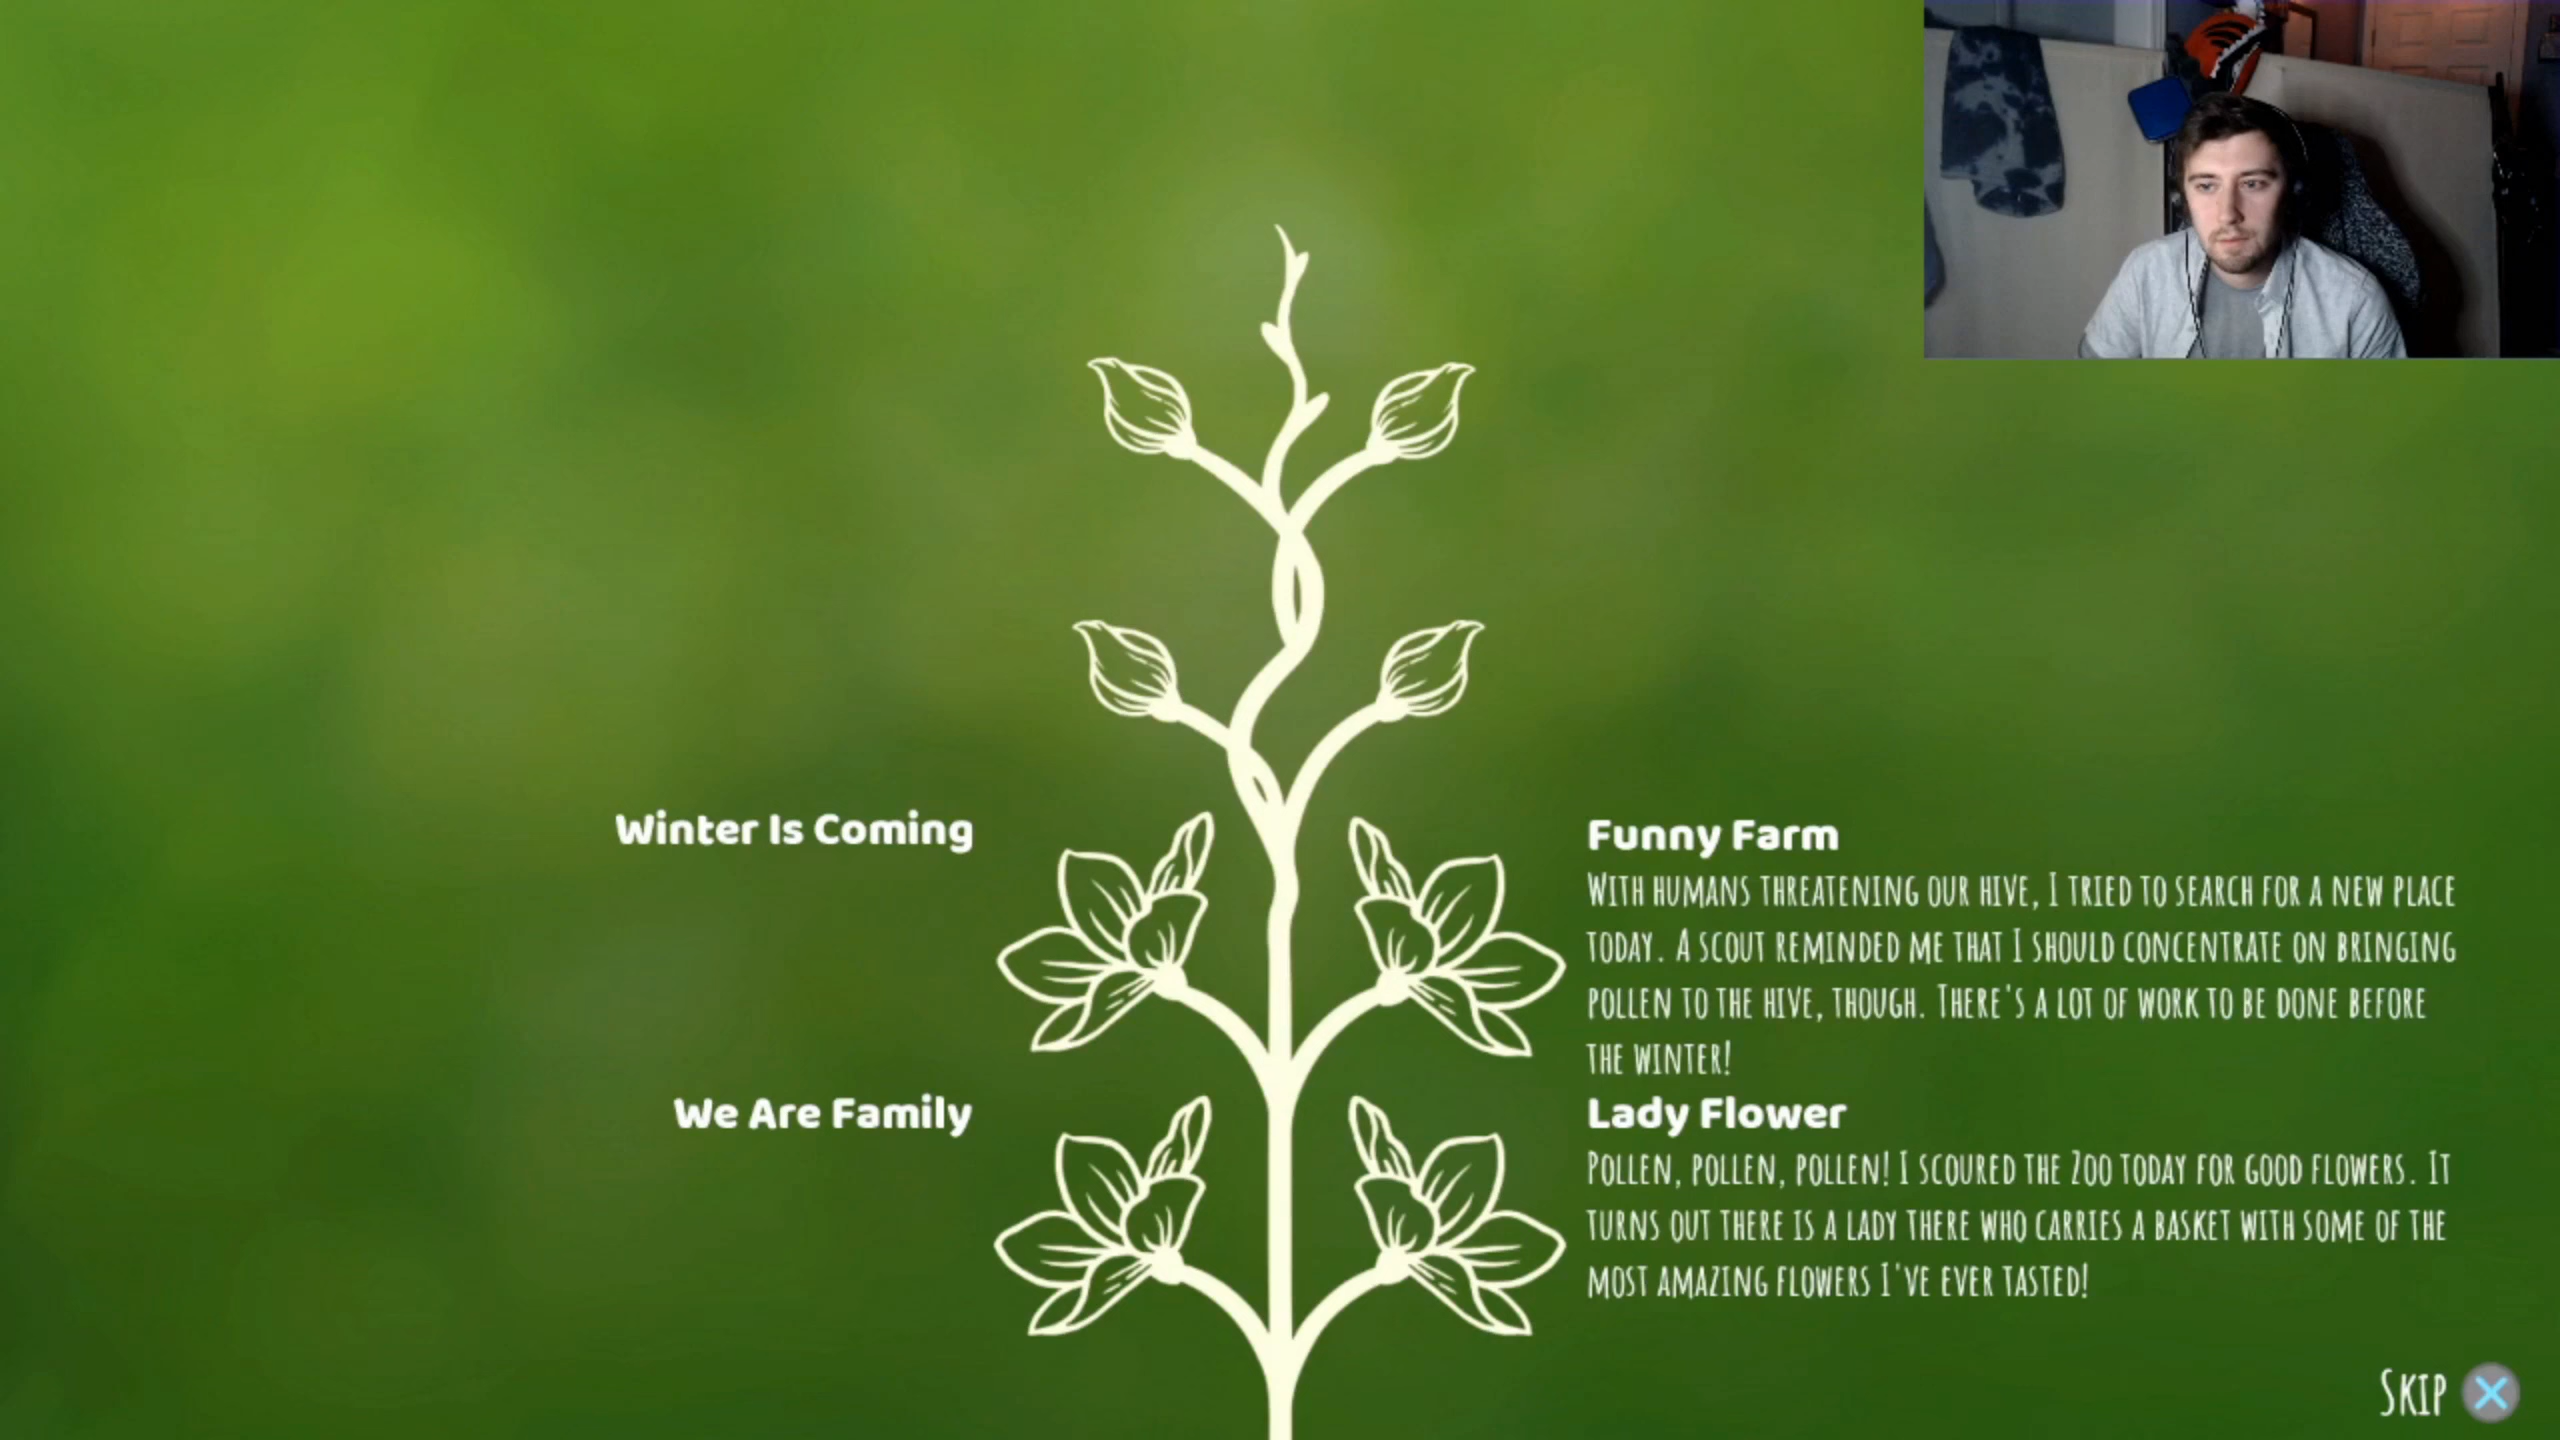 Winter Is Coming
We Are Family
Funny Farm
With humans threatening our hive, I tried to search for a new place
today. A scout reminded me that I should concentrate on bringing
pollen to the hive, though. There's a lot of work to be done before
the winter!
Lady Flower
Pollen, pollen, pollen! I scoured the Zoo today for good flowers. It
turns out there is a lady there who carries a basket with some of the
most amazing flowers I've ever tasted!
Skip